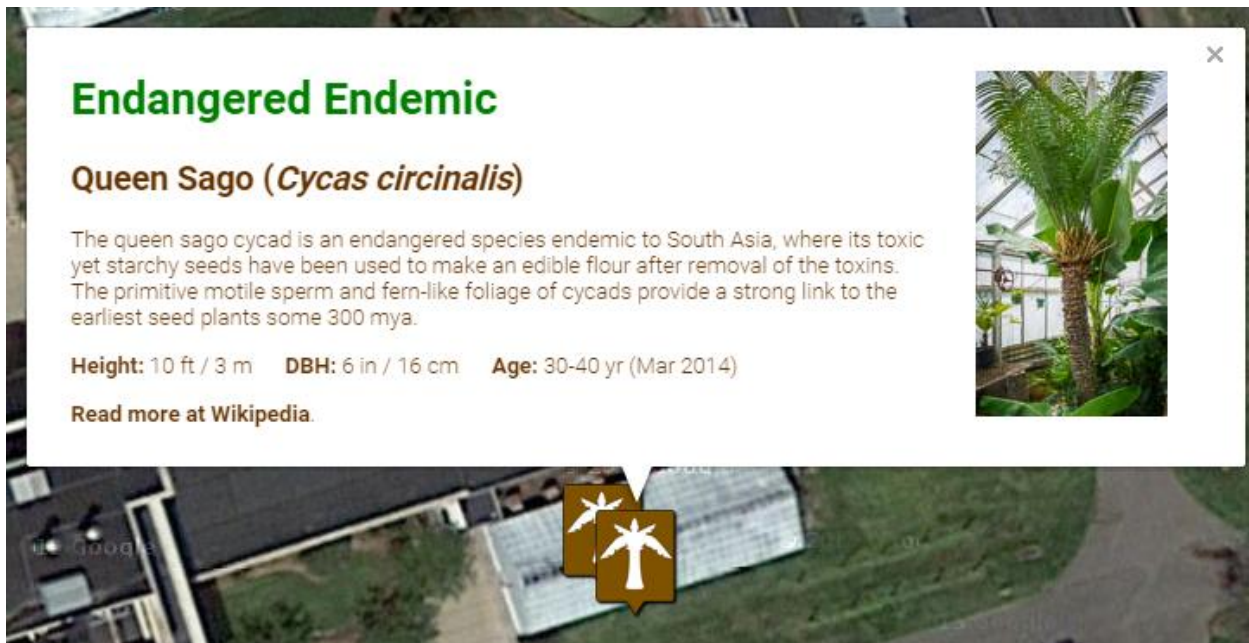 ×
Endangered Endemic
Queen Sago (Cycas circinalis)
The queen sago cycad is an endangered species endemic to South Asia, where its toxic
yet starchy seeds have been used to make an edible flour after removal of the toxins.
The primitive motile sperm and fern-like foliage of cycads provide a strong link to the
earliest seed plants some 300 mya.
Height: 10 ft / 3 m DBH: 6 in / 16 cm Age: 30-40 yr (Mar 2014)
Read more at Wikipedia.
Google